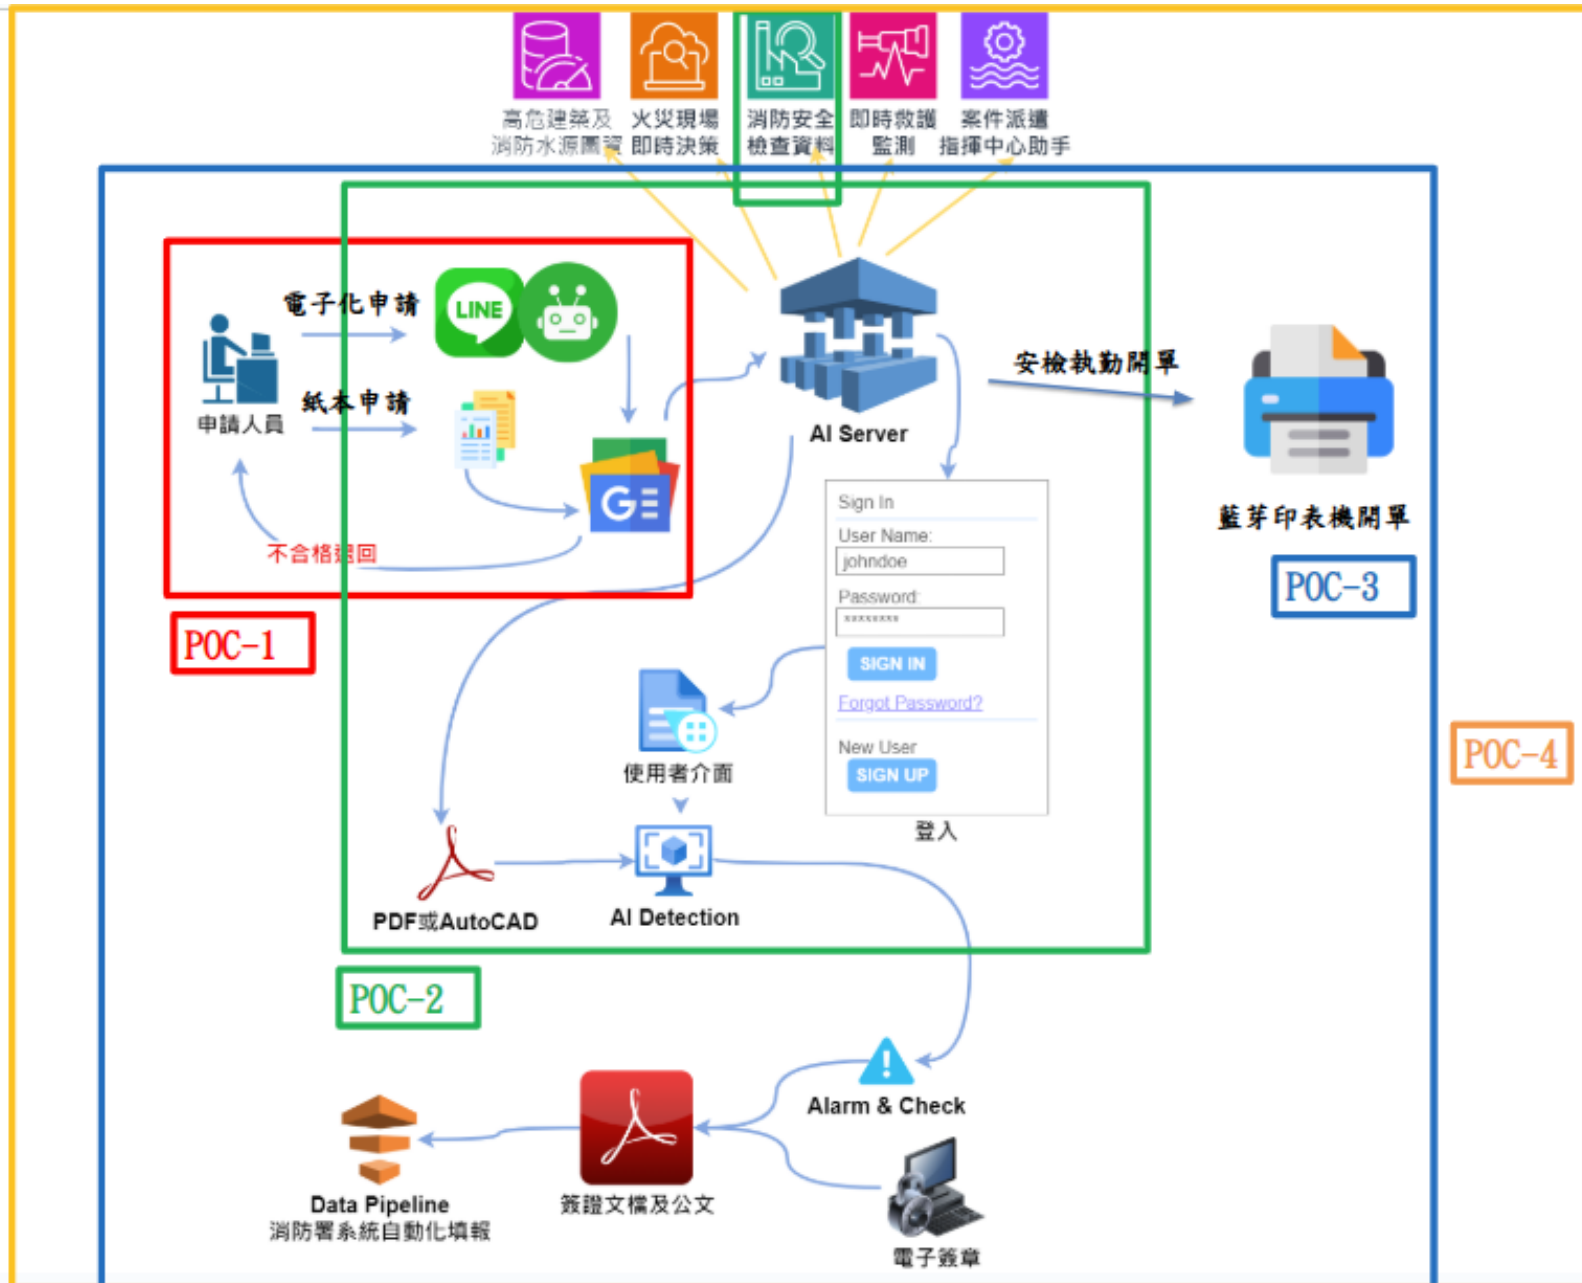 高危建築及
消防水源圖資
火災現場
即時決策
消防安全
檢查資料
即時救護
監測
案件派遣
指揮中心助手
電子化申請
LINE
申請人員
紙本申請
GE
不合格退回
POC-1
AI Server
安檢執勤開單
藍芽印表機開單
POC-3
Sign In
User Name:
johndoe
Password:
********
SIGN IN
Forgot Password?
New User
SIGN UP
登入
POC-4
使用者介面
PDF或AutoCAD
AI Detection
POC-2
Alarm & Check
Data Pipeline
消防署系統自動化填報
簽證文檔及公文
電子簽章